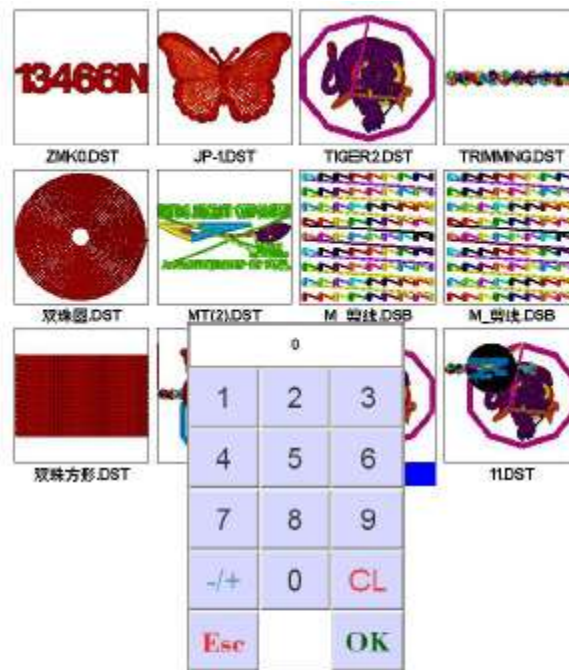 13466IN
ZMK0.DST
JP-1.DST
TIGER2.DST
TRIMMING.DST
双珠圆.DST
MT(2).DST
M_剪线.DSB
M_剪线.DSB
双珠方形.DST
11.DST
0
1 2 3
4 5 6
7 8 9
-/+ 0 CL
Esc OK